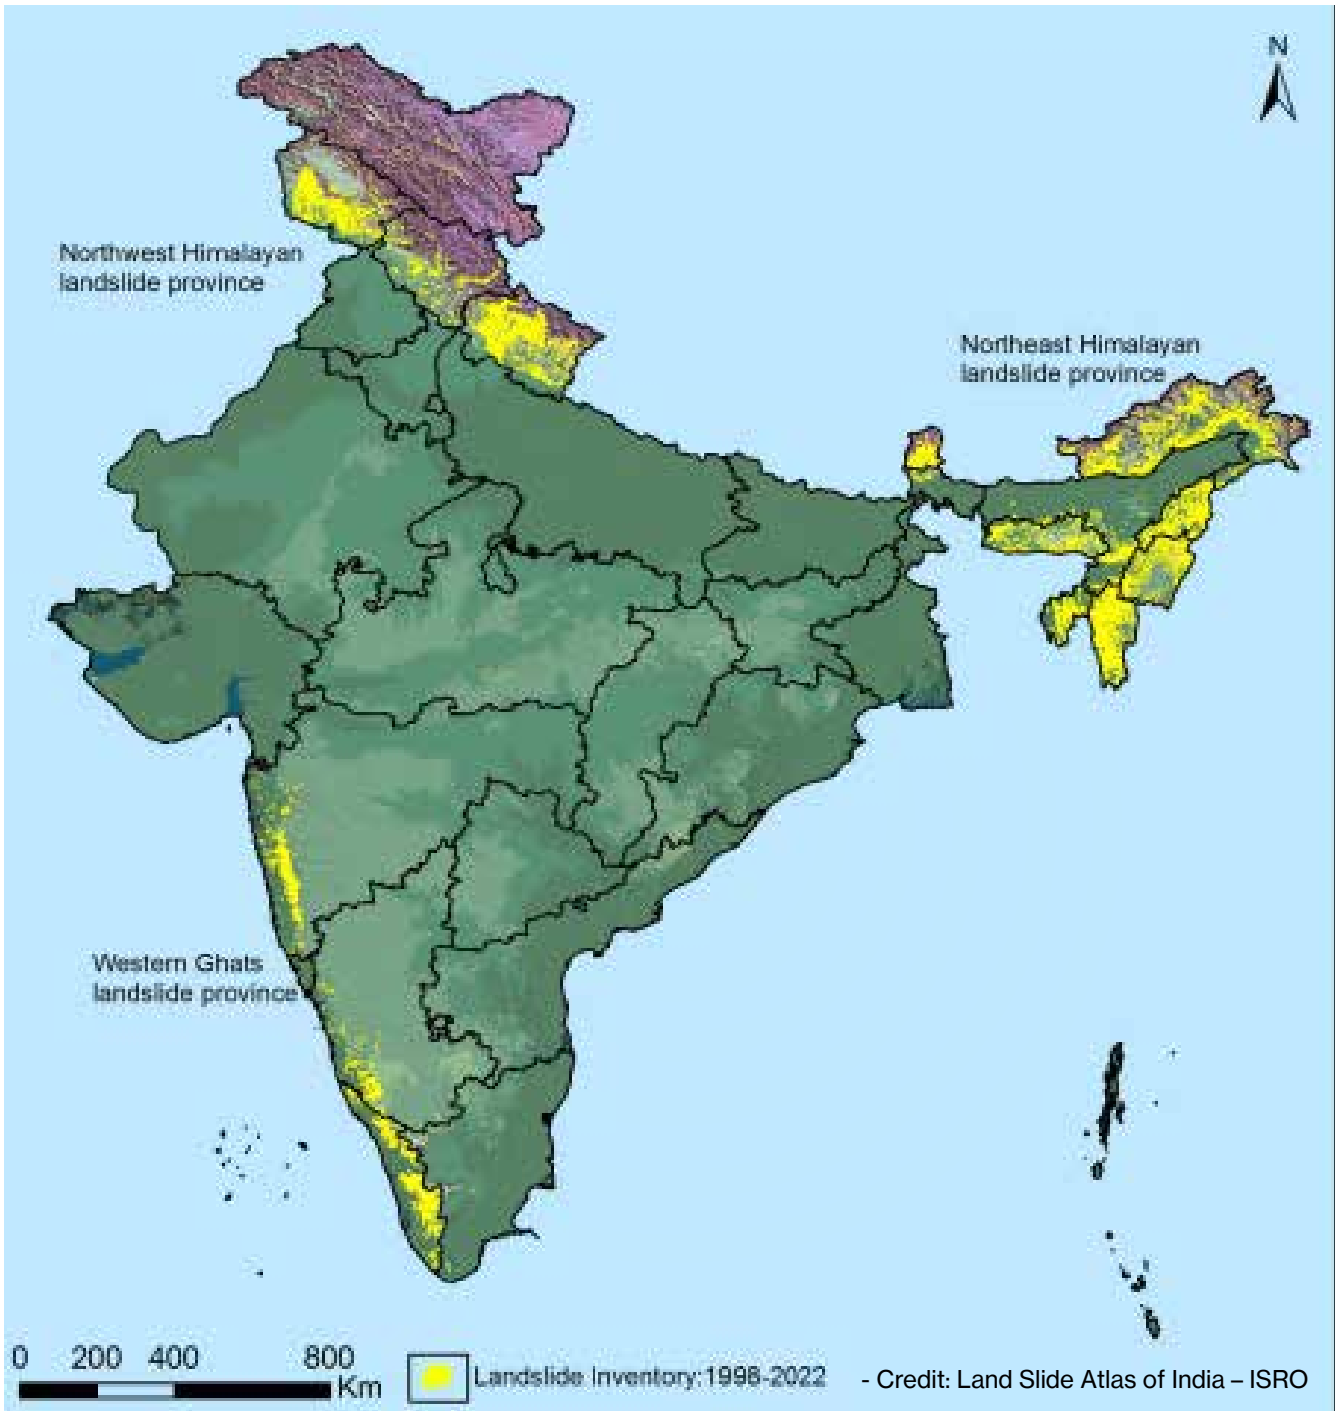 N
Northwest Himalayan
landslide province
Northeast Himalayan
landslide province
Western Ghats
landslide province
0 200 400 800
Km
Landslide Inventory:1998-2022
- Credit: Land Slide Atlas of India – ISRO